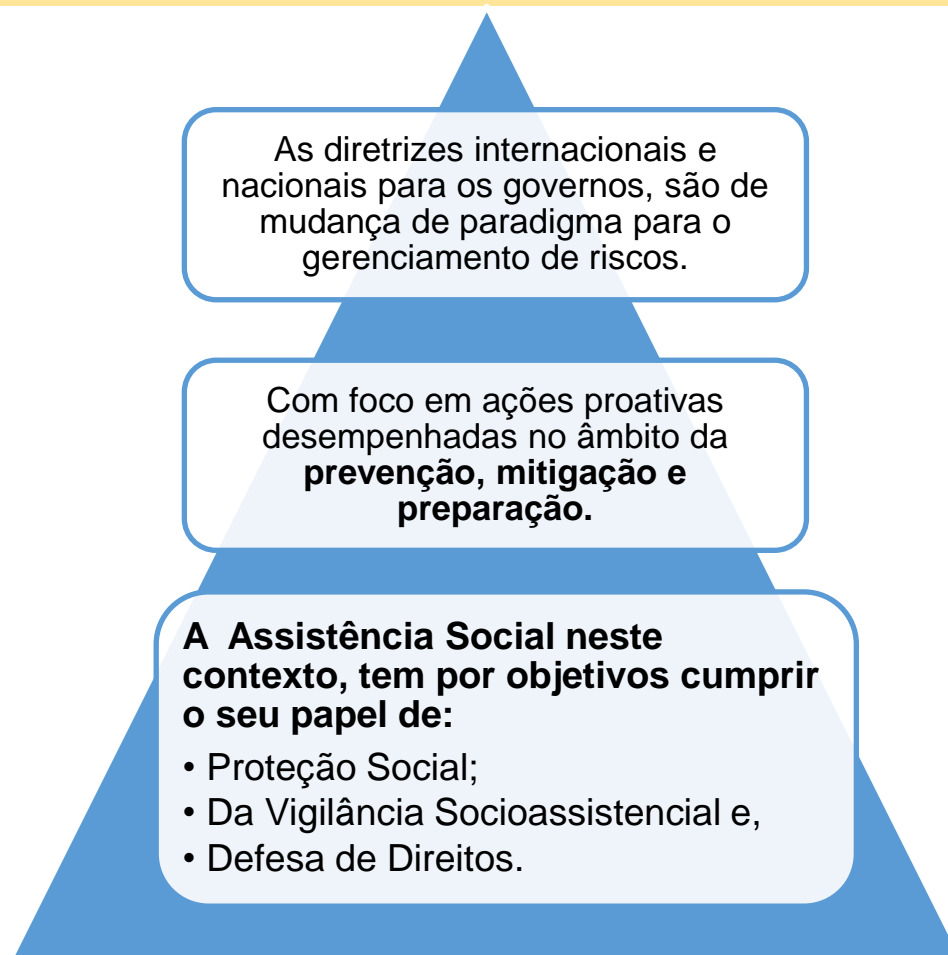 As diretrizes internacionais e
nacionais para os governos, são de
mudança de paradigma para o
gerenciamento de riscos.
Com foco em ações proativas
desempenhadas no âmbito da
prevenção, mitigação e
preparação.
A  Assistência Social neste
contexto, tem por objetivos cumprir
o seu papel de:
• Proteção Social;
• Da Vigilância Socioassistencial e,
• Defesa de Direitos.